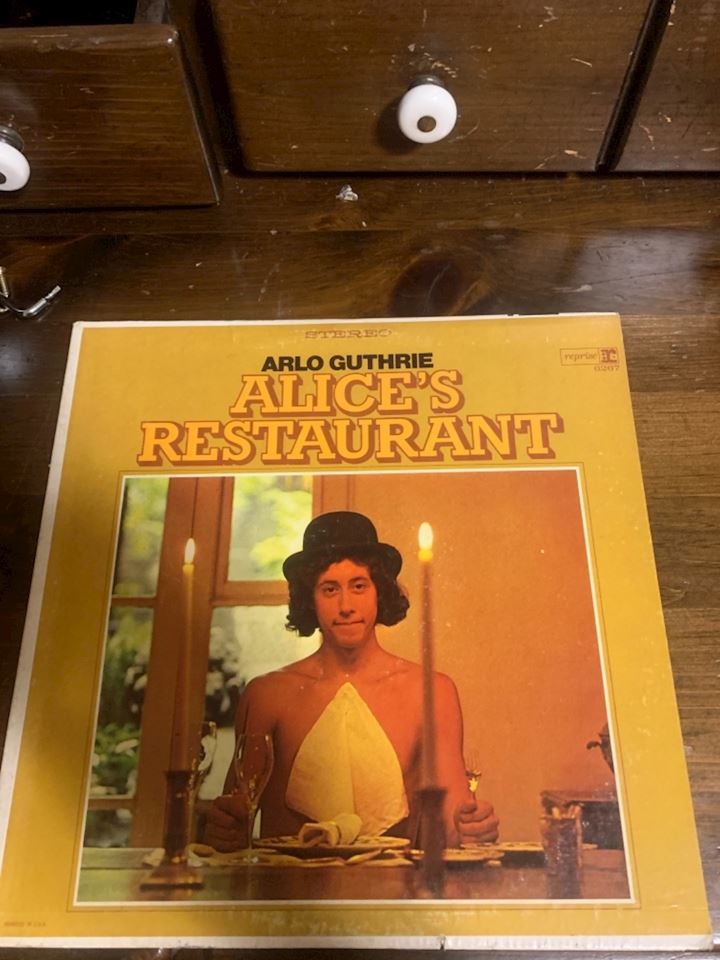 STEREO
reprise
6267
ARLO GUTHRIE
ALICE'S
RESTAURANT